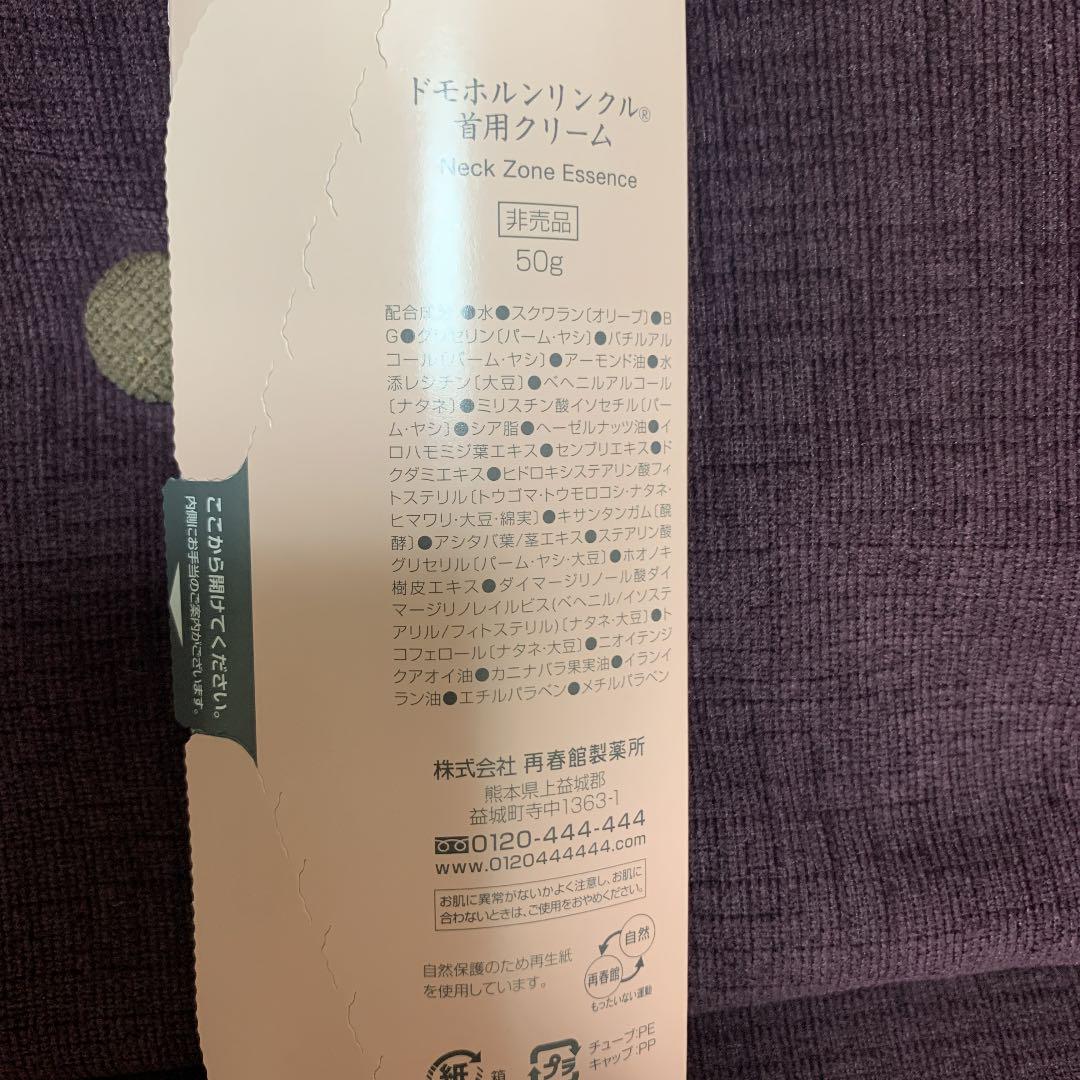 ドモホルンリンクル®
首用クリーム
Neck Zone Essence
非売品
50g
配合成分●水●スクワラン〔オリーブ〕●B
G●グリセリン〔パーム・ヤシ〕●バチルアル
コール〔パーム・ヤシ〕●アーモンド油●水
添レシチン〔大豆〕●ベヘニルアルコール
〔ナタネ〕●ミリスチン酸イソセチル〔パー
ム・ヤシ〕●シア脂●ヘーゼルナッツ油●イ
ロハモミジ葉エキス●センブリエキス●ド
クダミエキス●ヒドロキシステアリン酸フィ
トステリル〔トウゴマ・トウモロコシ・ナタネ・
ヒマワリ・大豆・綿実〕●キサンタンガム〔醗
酵〕●アシタバ葉/茎エキス●ステアリン酸
グリセリル〔パーム・ヤシ・大豆〕●ホオノキ
樹皮エキス●ダイマージリノール酸ダイ
マージリノレイルビス(ベヘニル/イソステ
アリル/フィトステリル)〔ナタネ・大豆〕●ト
コフェロール〔ナタネ・大豆〕●ニオイテンジ
クアオイ油●カニナバラ果実油●イランイ
ラン油●エチルパラベン●メチルパラベン
株式会社 再春館製薬所
熊本県上益城郡
益城町寺中1363-1
0120-444-444
www.0120444444.com
お肌に異常がないかよく注意し、お肌に
合わないときは、ご使用をおやめください。
自然保護のため再生紙
を使用しています。
自然
再春館
もったいない運動
チューブ:PE
キャップ:PP
紙
箱
プラ
ここから開けてください。
内側にお手当のご案内がございます。